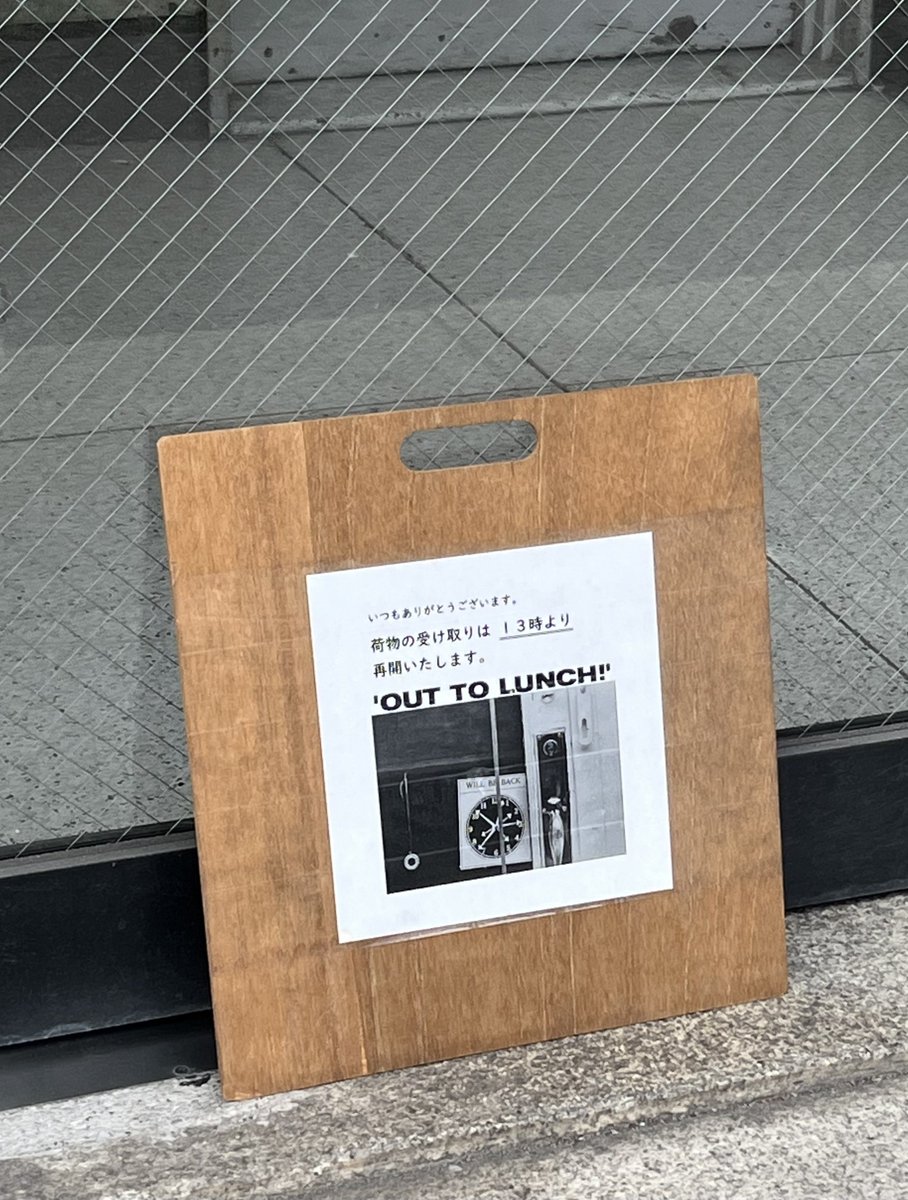 いつもありがとうございます。
荷物の受け取りは １３時より
再開いたします。
'OUT TO LUNCH!'
WILL BE BACK